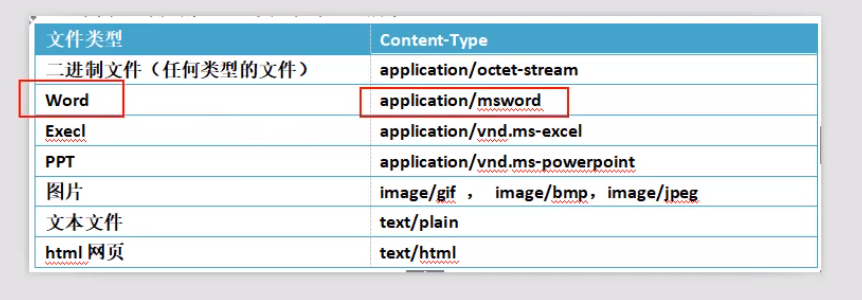 文件类型 Content-Type
二进制文件（任何类型的文件） application/octet-stream
Word application/msword
Execl application/vnd.ms-excel
PPT application/vnd.ms-powerpoint
图片 image/gif ， image/bmp，image/jpeg
文本文件 text/plain
html 网页 text/html